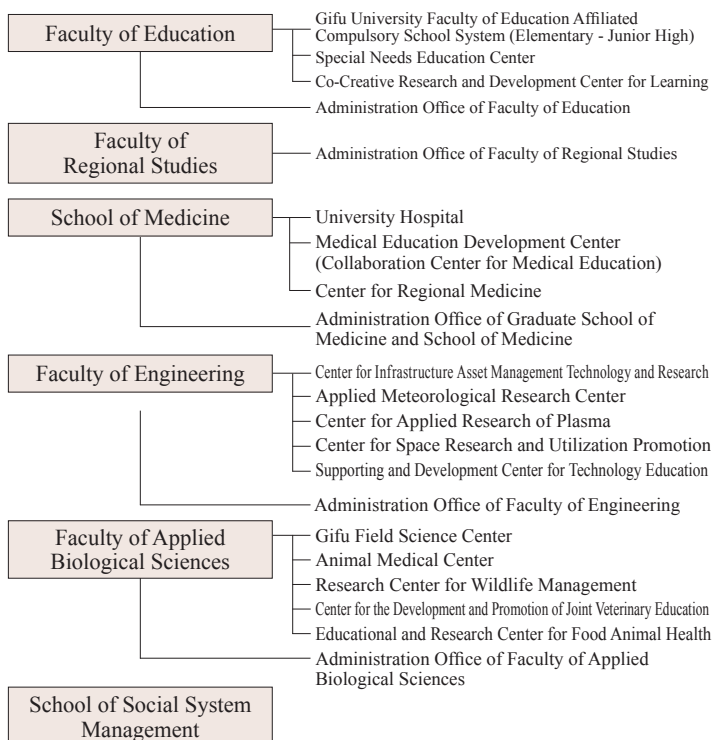 Faculty of Education
Gifu University Faculty of Education Affiliated
Compulsory School System (Elementary - Junior High)
Special Needs Education Center
Co-Creative Research and Development Center for Learning
Administration Office of Faculty of Education
Faculty of
Regional Studies
Administration Office of Faculty of Regional Studies
School of Medicine
University Hospital
Medical Education Development Center
(Collaboration Center for Medical Education)
Center for Regional Medicine
Administration Office of Graduate School of
Medicine and School of Medicine
Faculty of Engineering
Center for Infrastructure Asset Management Technology and Research
Applied Meteorological Research Center
Center for Applied Research of Plasma
Center for Space Research and Utilization Promotion
Supporting and Development Center for Technology Education
Administration Office of Faculty of Engineering
Faculty of Applied
Biological Sciences
Gifu Field Science Center
Animal Medical Center
Research Center for Wildlife Management
Center for the Development and Promotion of Joint Veterinary Education
Educational and Research Center for Food Animal Health
Administration Office of Faculty of Applied
Biological Sciences
School of Social System
Management